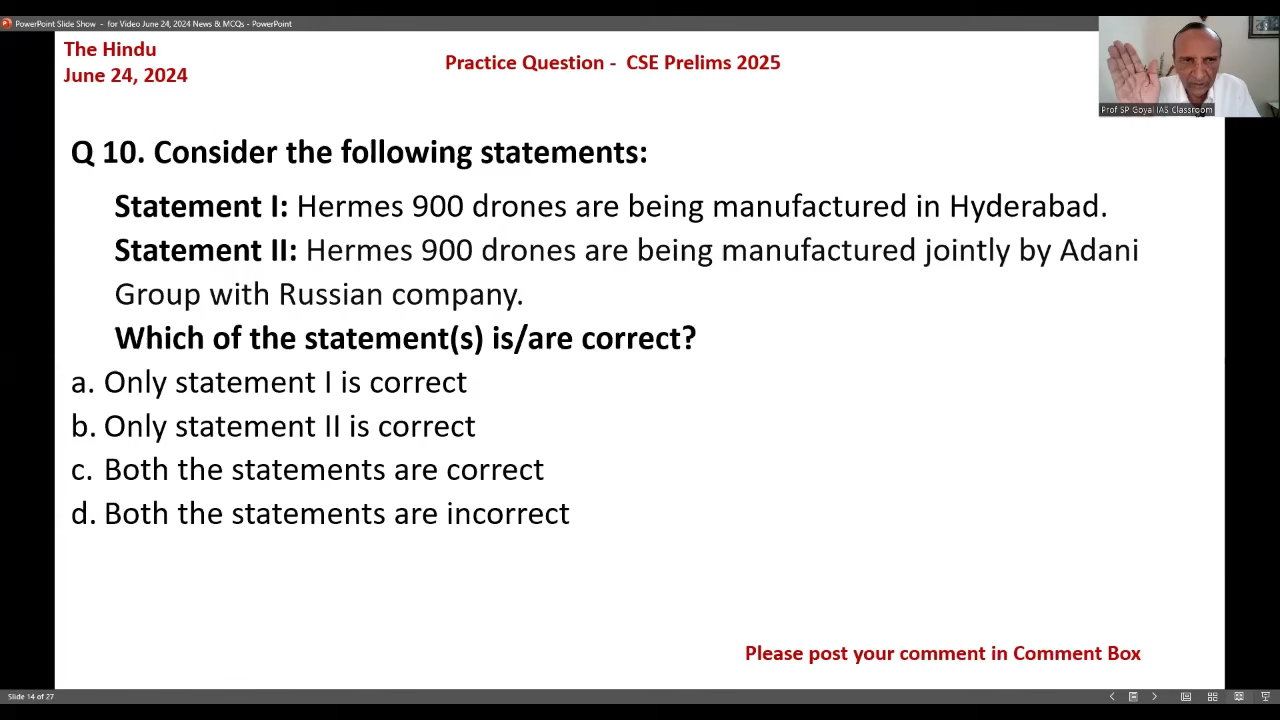 PowerPoint Slide Show - for Video June 24, 2024 News & MCQs - PowerPoint
The Hindu
June 24, 2024
Practice Question - CSE Prelims 2025
Prof SP Goyal IAS Classroom
Q 10. Consider the following statements:
Statement I: Hermes 900 drones are being manufactured in Hyderabad.
Statement II: Hermes 900 drones are being manufactured jointly by Adani
Group with Russian company.
Which of the statement(s) is/are correct?
a. Only statement I is correct
b. Only statement II is correct
c. Both the statements are correct
d. Both the statements are incorrect
Please post your comment in Comment Box
Slide 14 of 27